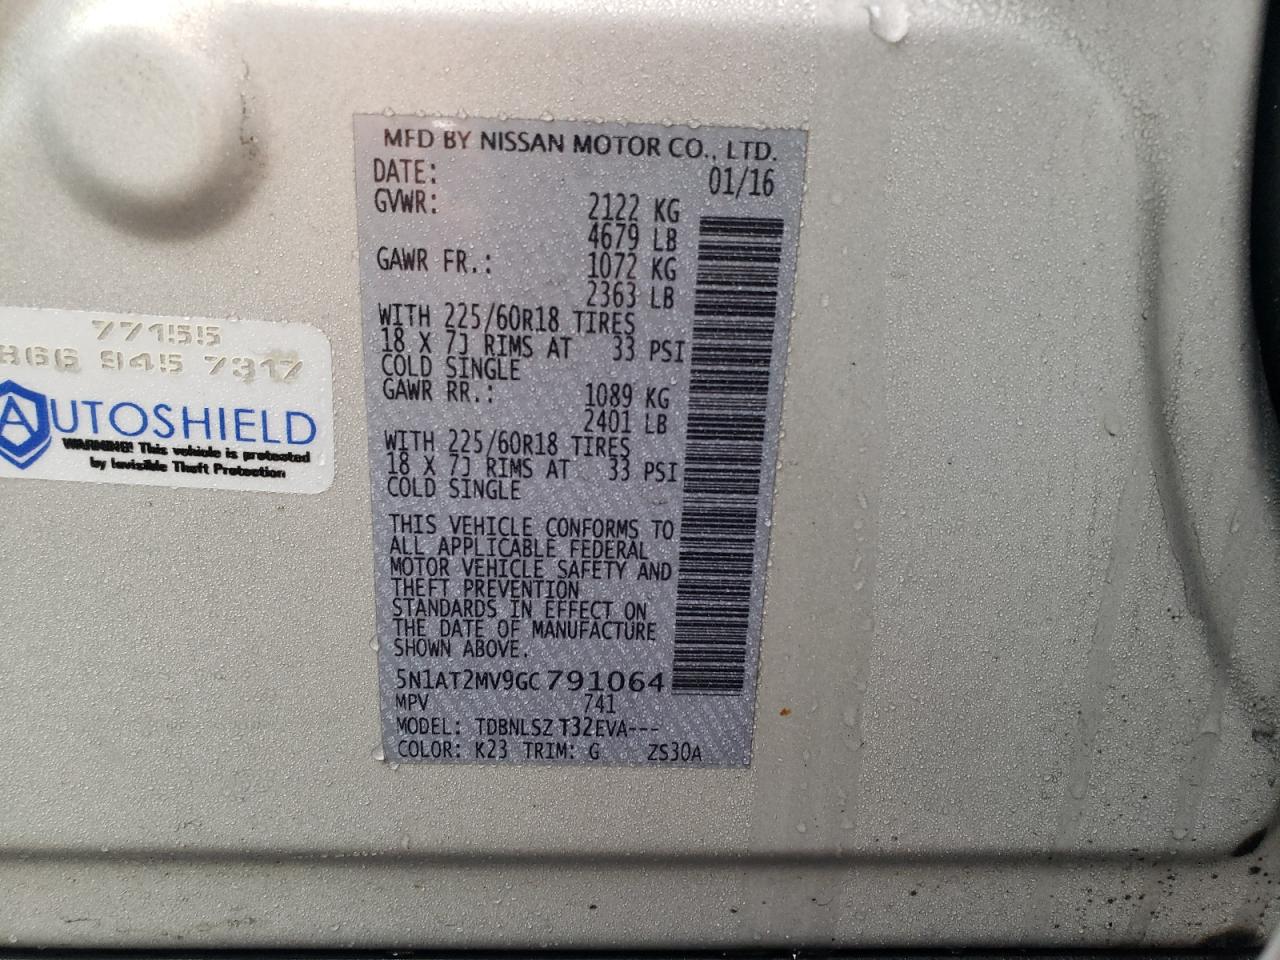 MFD BY NISSAN MOTOR CO., LTD.
DATE: 01/16
GVWR: 2122 KG
4679 LB
GAWR FR.: 1072 KG
2363 LB
WITH 225/60R18 TIRES
18 X 7J RIMS AT 33 PSI
COLD SINGLE
GAWR RR.: 1089 KG
2401 LB
WITH 225/60R18 TIRES
18 X 7J RIMS AT 33 PSI
COLD SINGLE
THIS VEHICLE CONFORMS TO
ALL APPLICABLE FEDERAL
MOTOR VEHICLE SAFETY AND
THEFT PREVENTION
STANDARDS IN EFFECT ON
THE DATE OF MANUFACTURE
SHOWN ABOVE.
5N1AT2MV9GC791064
MPV 741
MODEL: TDBNLSZ T32EVA---
COLOR: K23 TRIM: G ZS30A
77155
866 945 7317
AUTOSHIELD
WARNING! This vehicle is protected
by Invisible Theft Protection